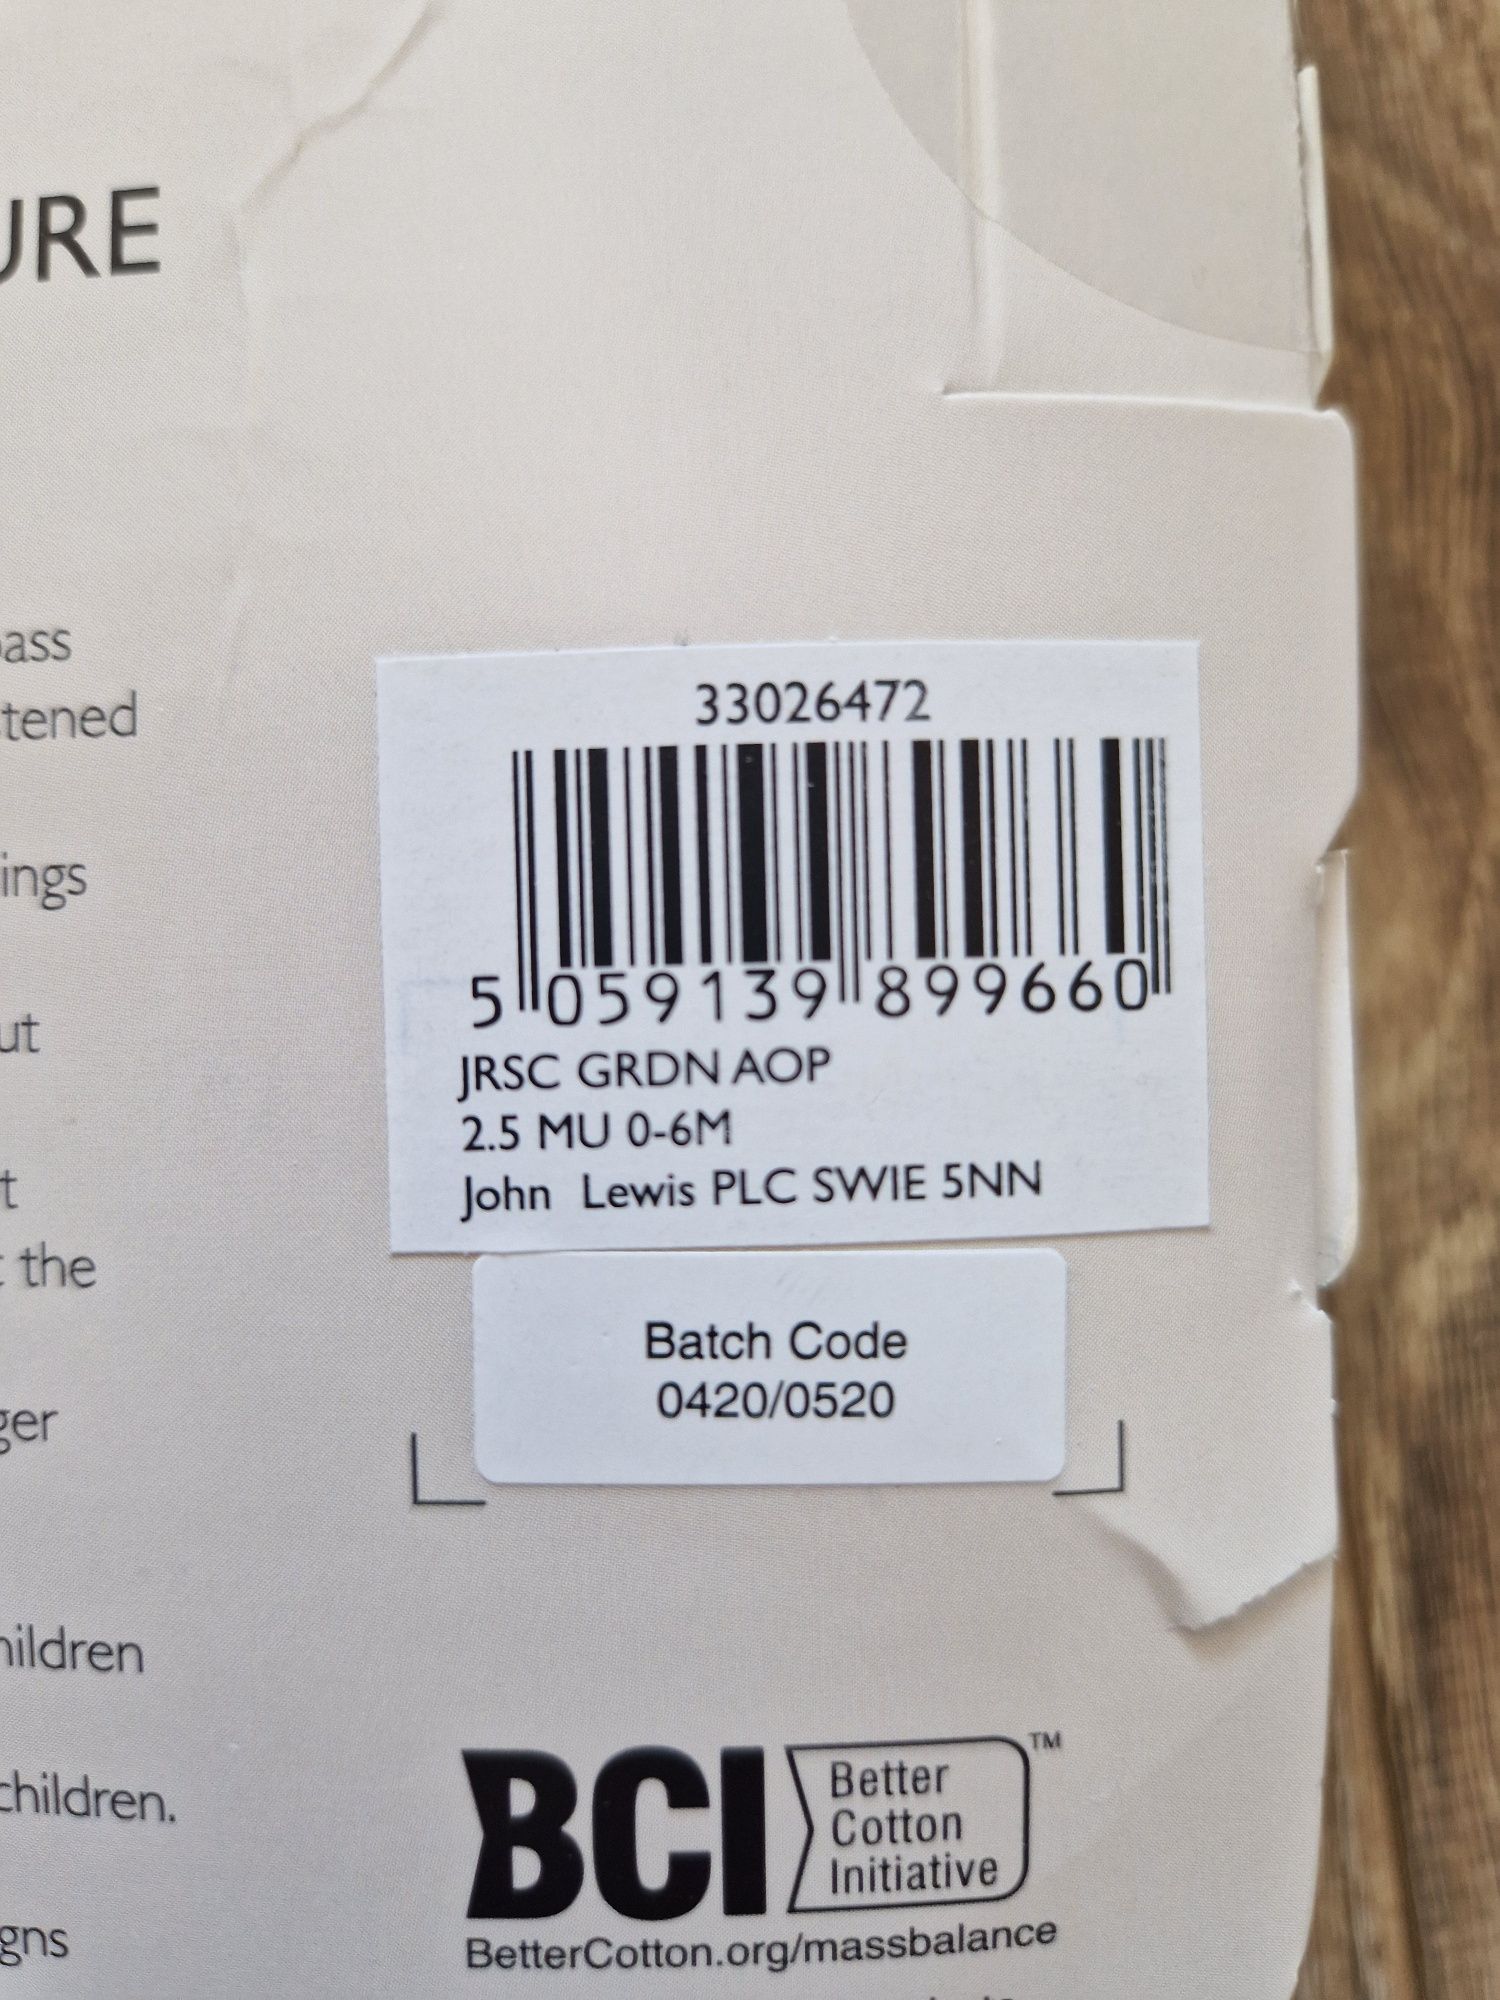 URE
ass
tened
ings
ut
t
the
ger
hildren
children.
gns
33026472
5 059139 899660
JRSC GRDN AOP
2.5 MU 0-6M
John Lewis PLC SW1E 5NN
Batch Code
0420/0520
BCI Better
Cotton
Initiative
TM
BetterCotton.org/massbalance